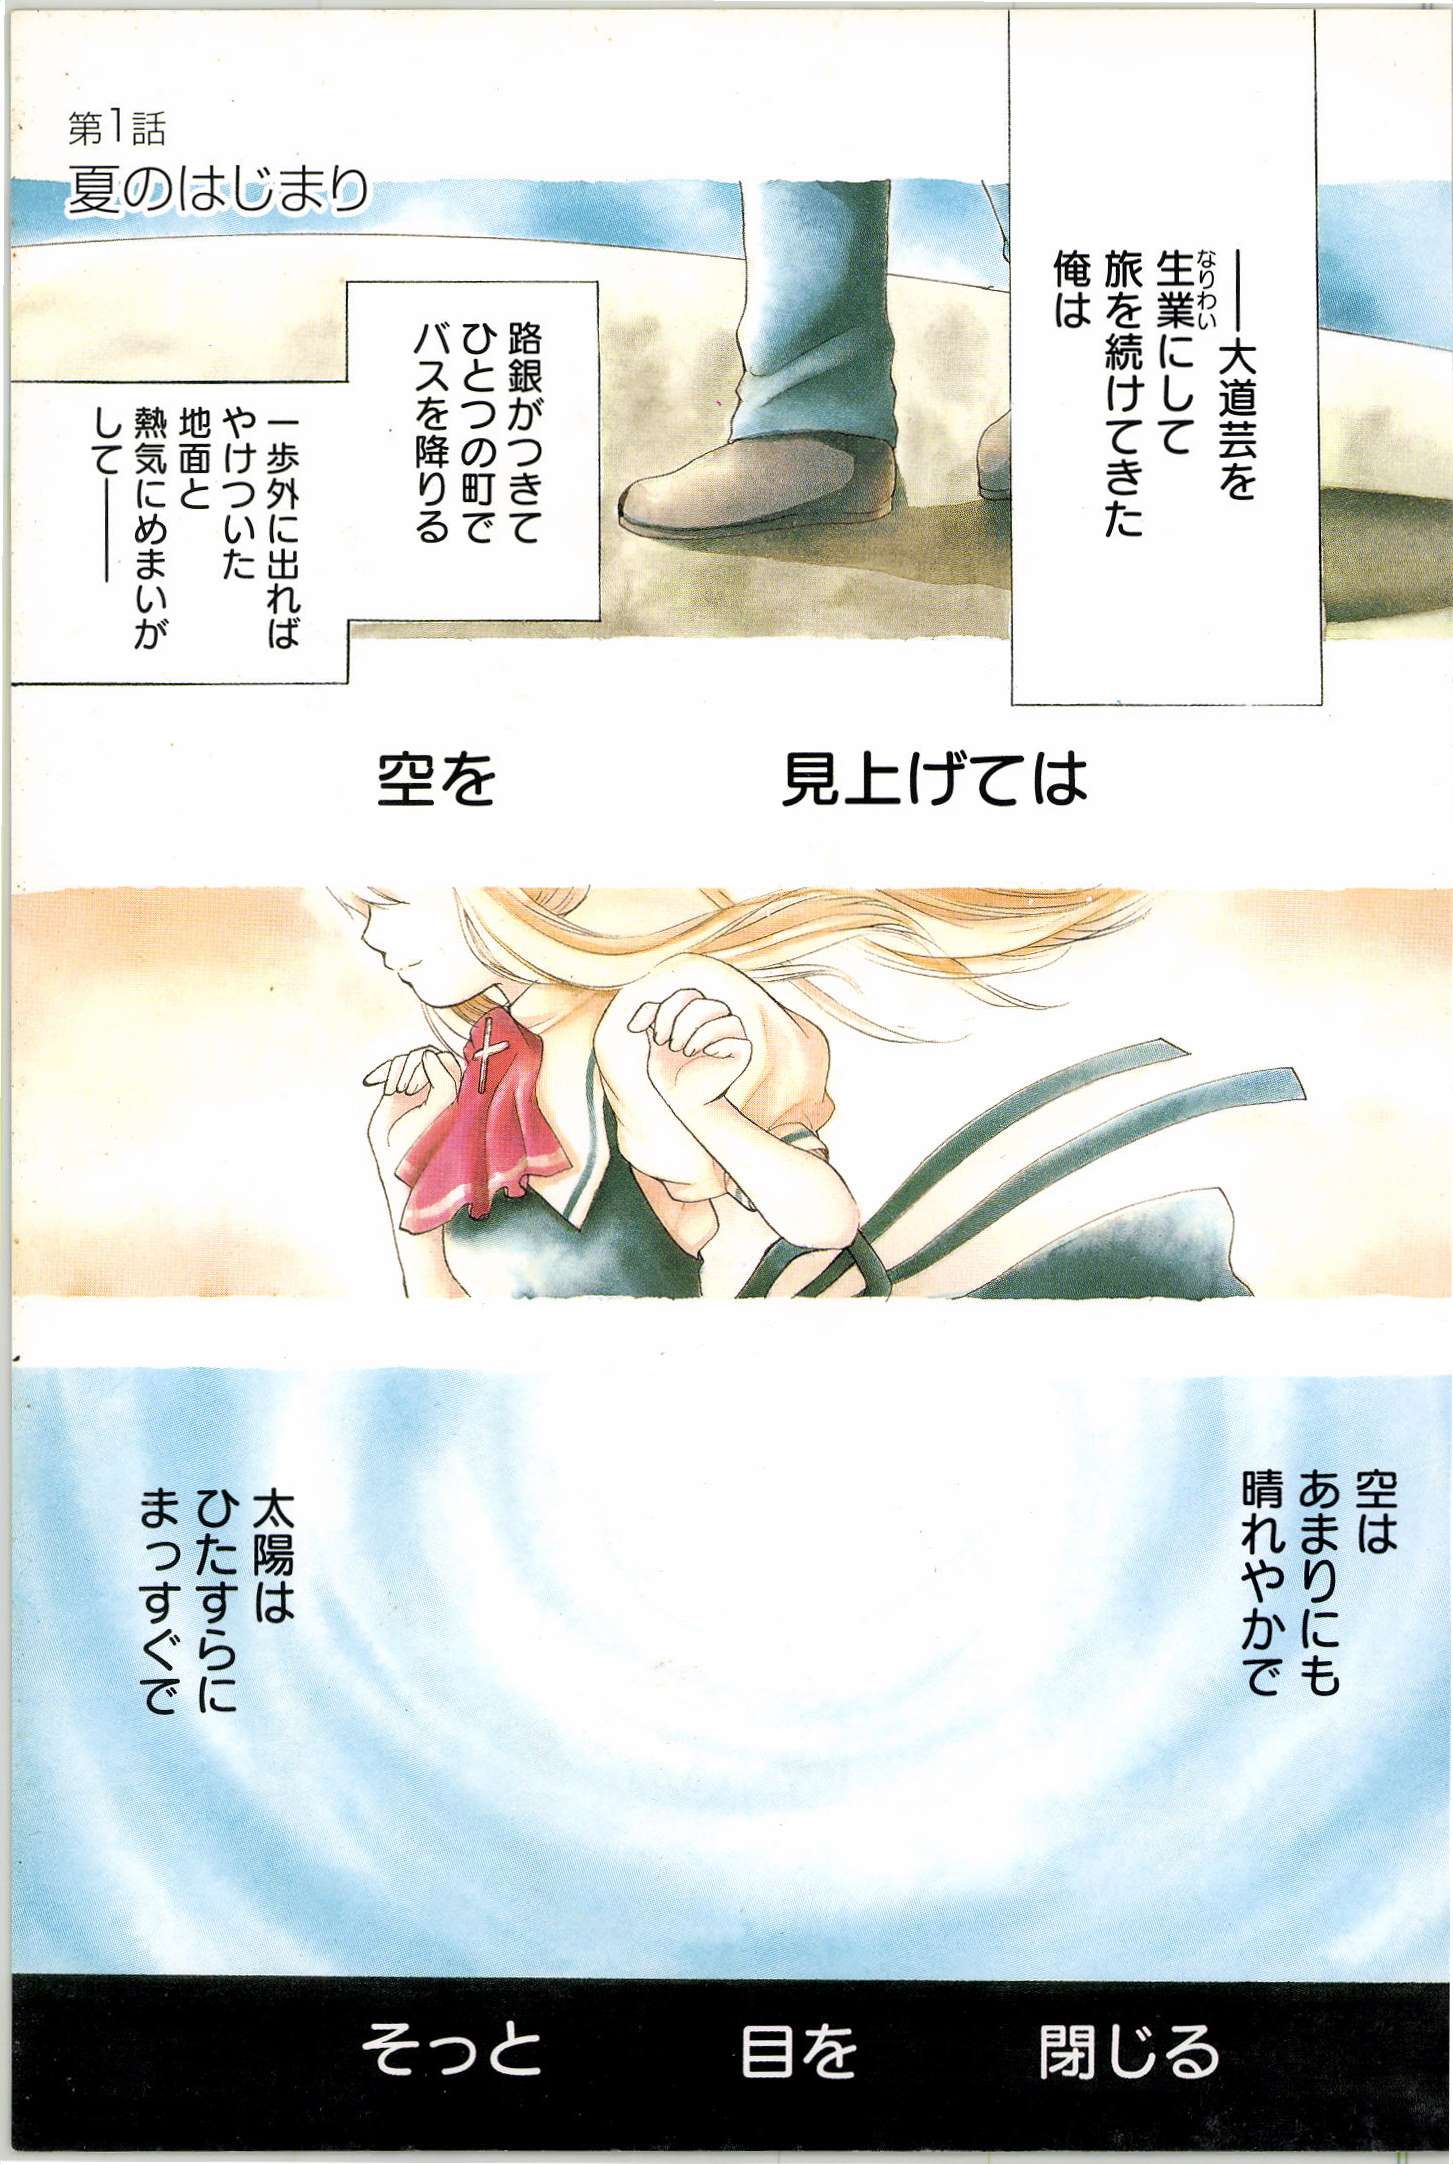 第1話
夏のはじまり
――大道芸を
生業にして
なりわい
旅を続けてきた
俺は
路銀がつきて
ひとつの町で
バスを降りる
一歩外に出れば
やけついた
地面と
熱気にめまいが
して――
空を 見上げては
空は
あまりにも
晴れやかで
太陽は
ひたすらに
まっすぐで
そっと 目を 閉じる